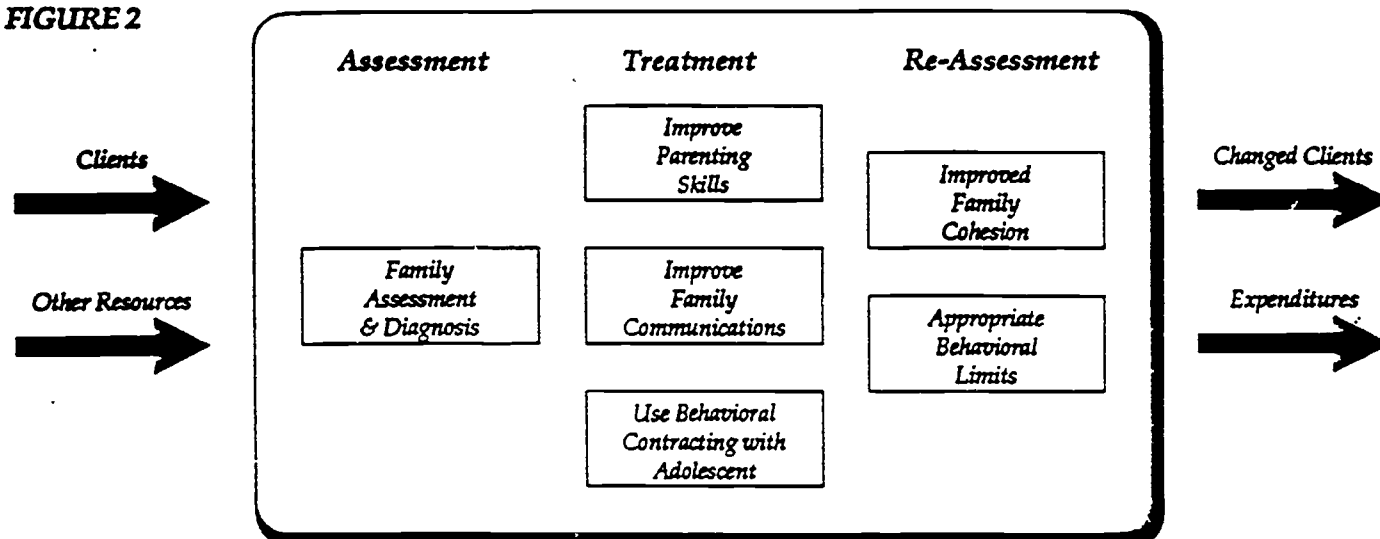 FIGURE 2
Assessment
Treatment
Re-Assessment
Clients
Other Resources
Family
Assessment
& Diagnosis
Improve
Parenting
Skills
Improve
Family
Communications
Use Behavioral
Contracting with
Adolescent
Improved
Family
Cohesion
Appropriate
Behavioral
Limits
Changed Clients
Expenditures